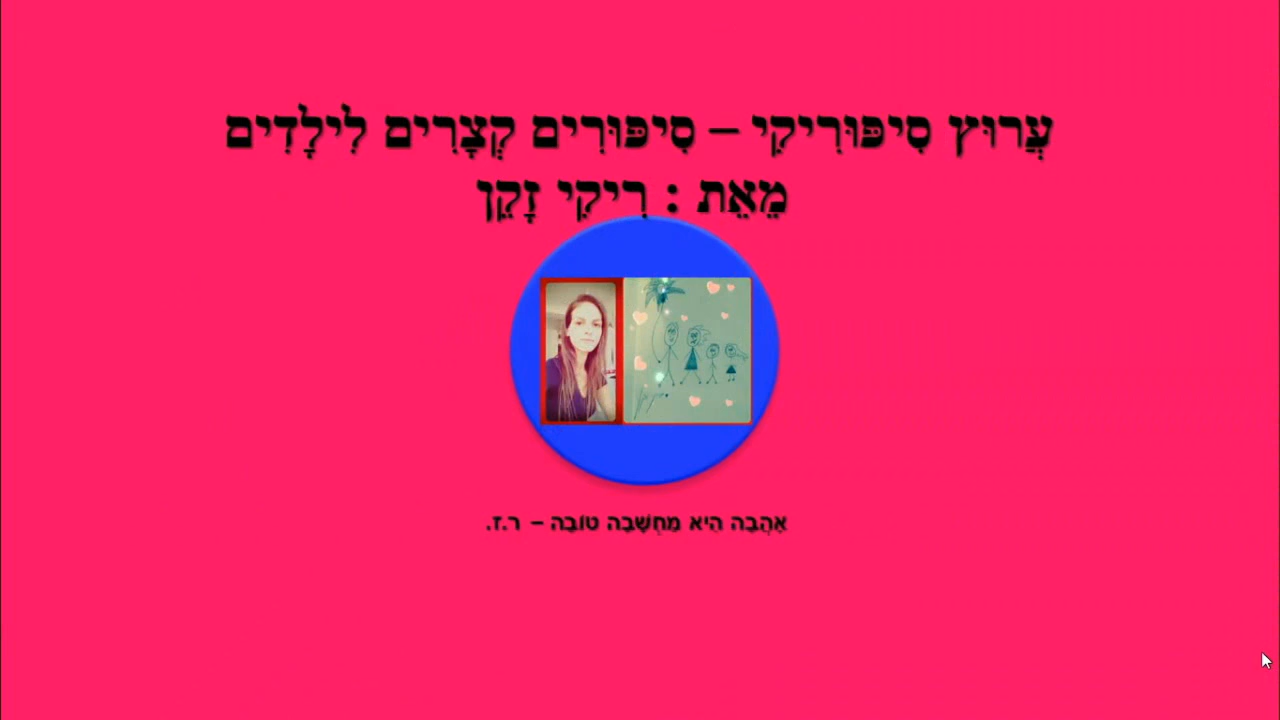 עֲרוּץ סִיפּוּרִיקִי – סִיפּוּרִים קְצָרִים לִילָדִים
מֵאֵת : רִיקִי זָקֵן
אַהֲבָה הִיא מַחְשָׁבָה טוֹבָה – ר.ז.